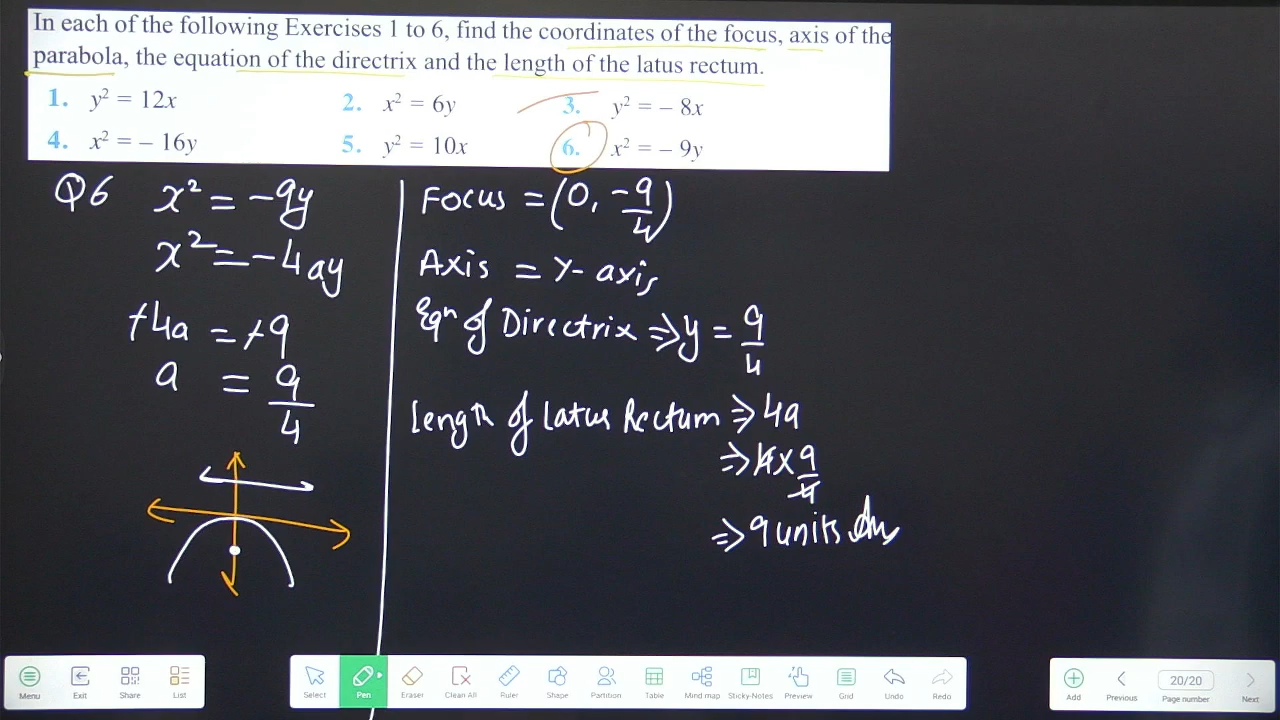 In each of the following Exercises 1 to 6, find the coordinates of the focus, axis of the
parabola, the equation of the directrix and the length of the latus rectum.
1. y² = 12x 2. x² = 6y 3. y² = – 8x
4. x² = – 16y 5. y² = 10x 6. x² = – 9y
Q6 x² = -9y
x² = -4ay
+4a = +9
a = 9/4
Focus = (0, -9/4)
Axis = Y-axis
Eqn of Directrix ⇒ y = 9/4
Length of Latus Rectum ⇒ 4a
⇒ 4 x 9/4
⇒ 9 units
Menu Exit Share List Select Pen Eraser Clean All Ruler Shape Partition Table Mind map Sticky-Notes Preview Grid Undo Redo Add Previous 20/20 Page number Next